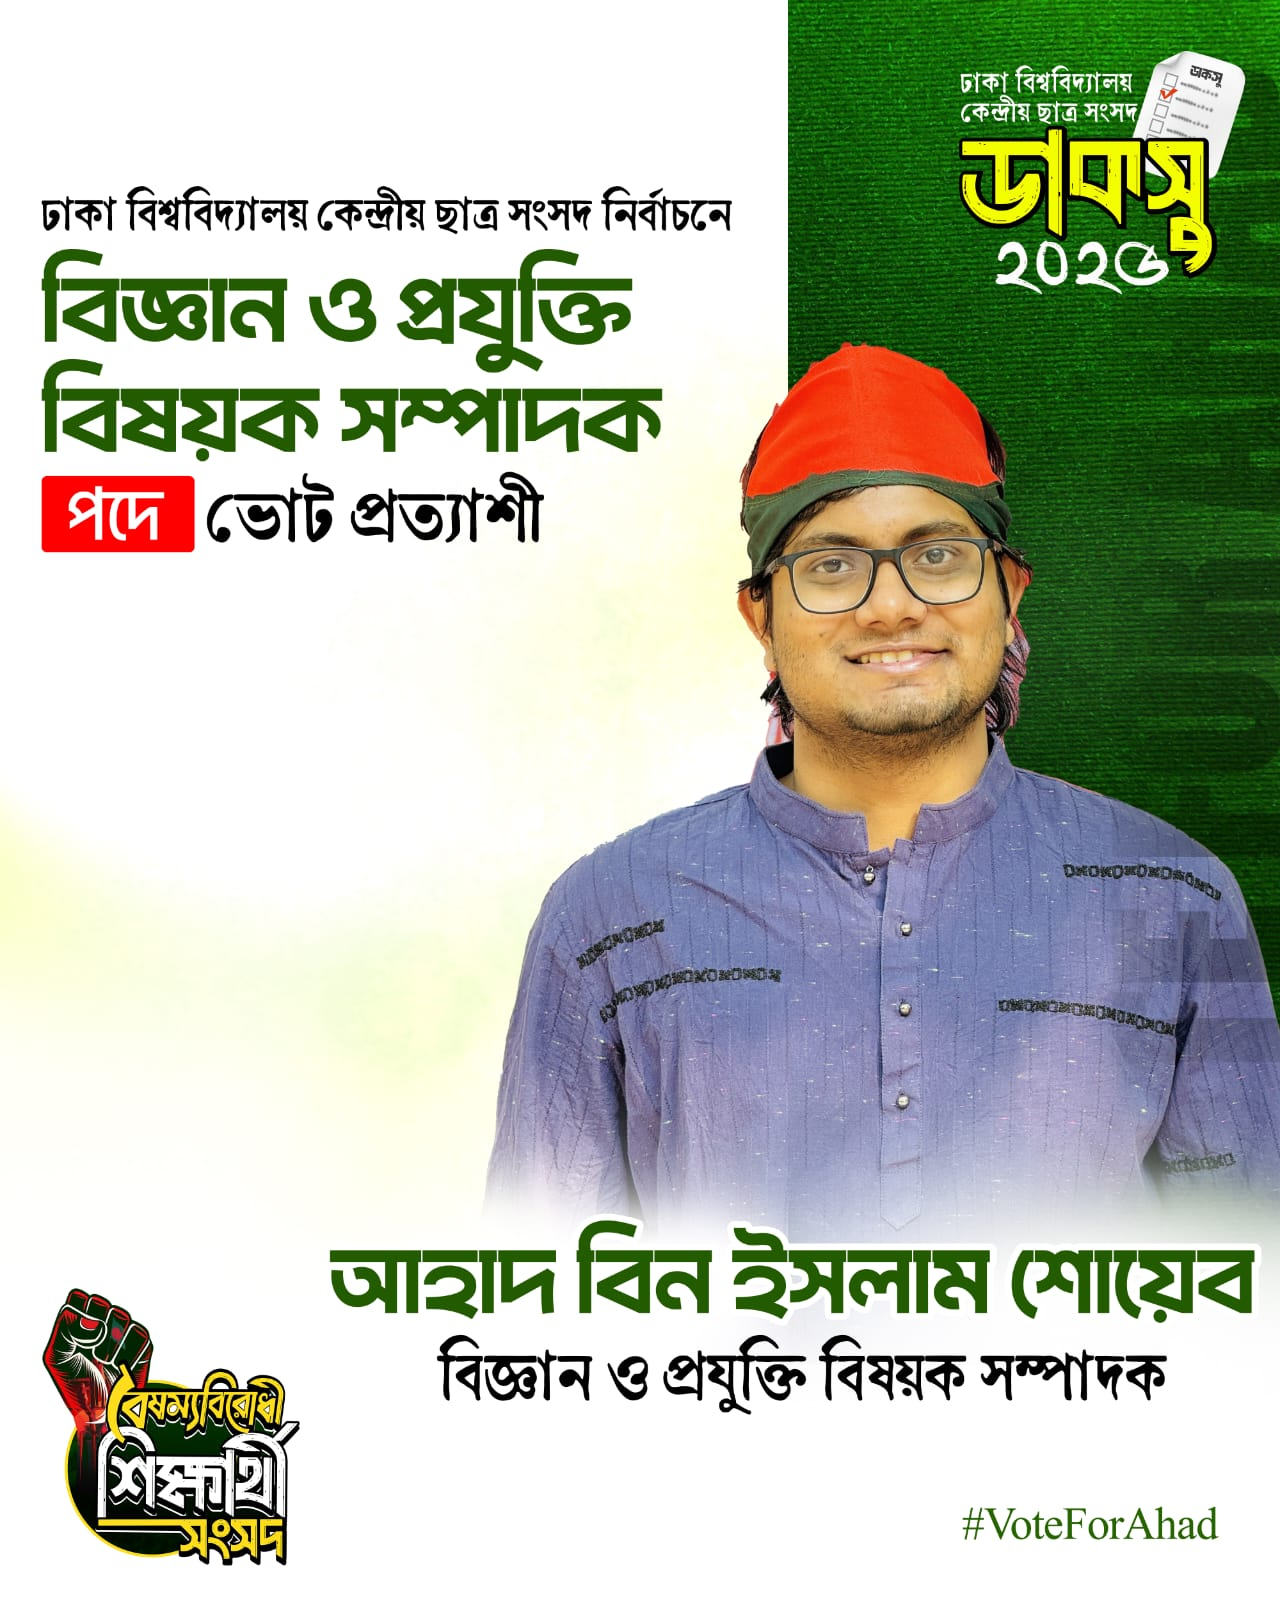 ঢাকা বিশ্ববিদ্যালয়
কেন্দ্রীয় ছাত্র সংসদ
ডাকসু
ডাকসু
২০২৫
ঢাকা বিশ্ববিদ্যালয় কেন্দ্রীয় ছাত্র সংসদ নির্বাচনে
বিজ্ঞান ও প্রযুক্তি
বিষয়ক সম্পাদক
পদে ভোট প্রত্যাশী
আহাদ বিন ইসলাম শোয়েব
বিজ্ঞান ও প্রযুক্তি বিষয়ক সম্পাদক
বৈষম্যবিরোধী
শিক্ষার্থী
সংসদ
#VoteForAhad